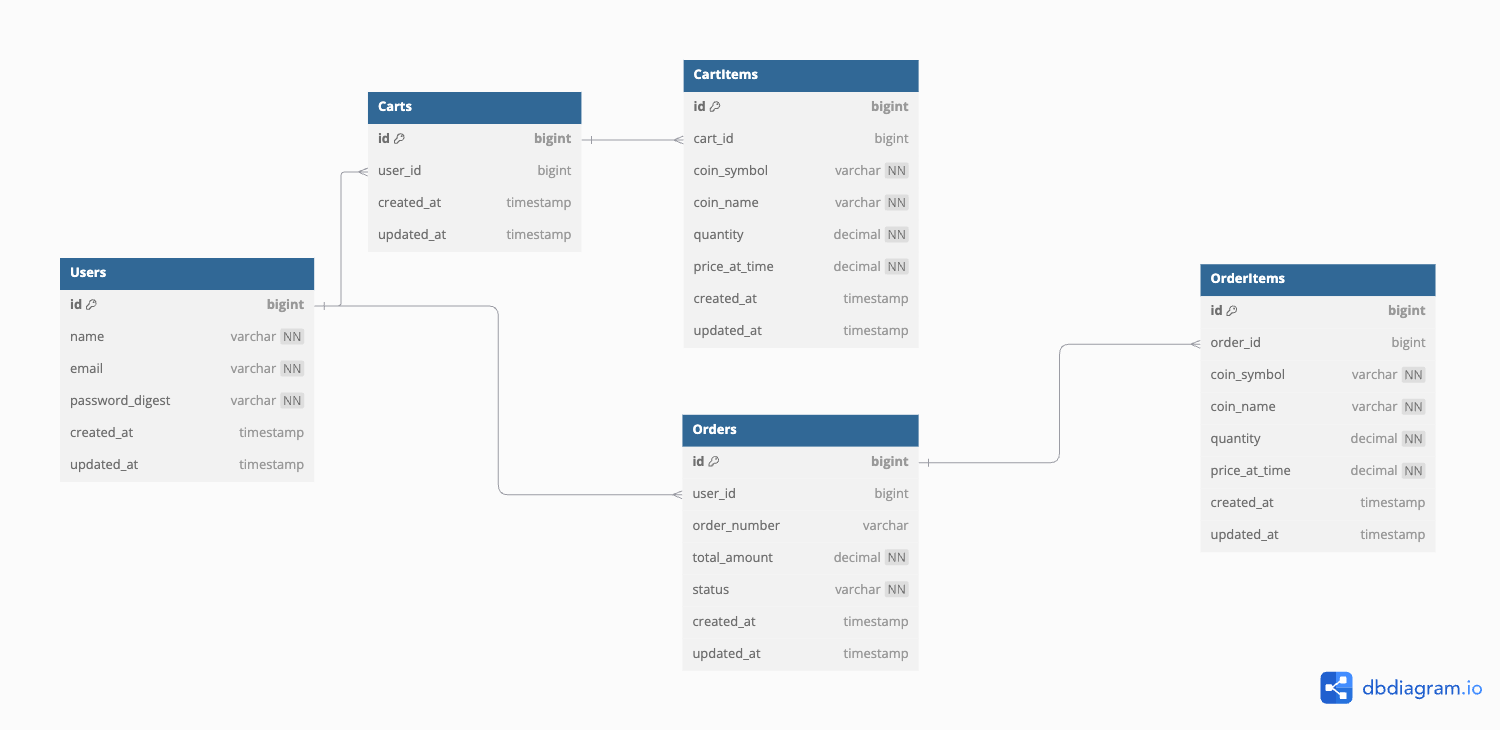 Users
id bigint
name varchar NN
email varchar NN
password_digest varchar NN
created_at timestamp
updated_at timestamp
Carts
id bigint
user_id bigint
created_at timestamp
updated_at timestamp
CartItems
id bigint
cart_id bigint
coin_symbol varchar NN
coin_name varchar NN
quantity decimal NN
price_at_time decimal NN
created_at timestamp
updated_at timestamp
Orders
id bigint
user_id bigint
order_number varchar
total_amount decimal NN
status varchar NN
created_at timestamp
updated_at timestamp
OrderItems
id bigint
order_id bigint
coin_symbol varchar NN
coin_name varchar NN
quantity decimal NN
price_at_time decimal NN
created_at timestamp
updated_at timestamp
dbdiagram.io